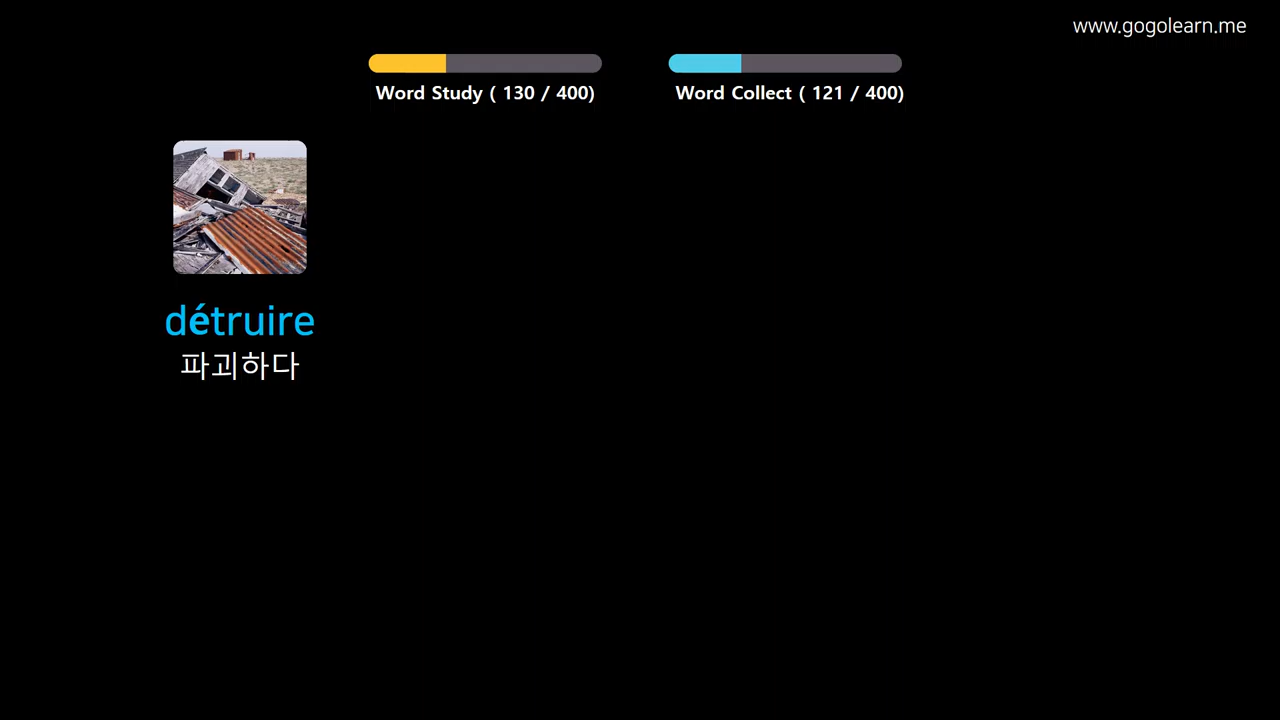 www.gogolearn.me
Word Study ( 130 / 400)
Word Collect ( 121 / 400)
détruire
파괴하다